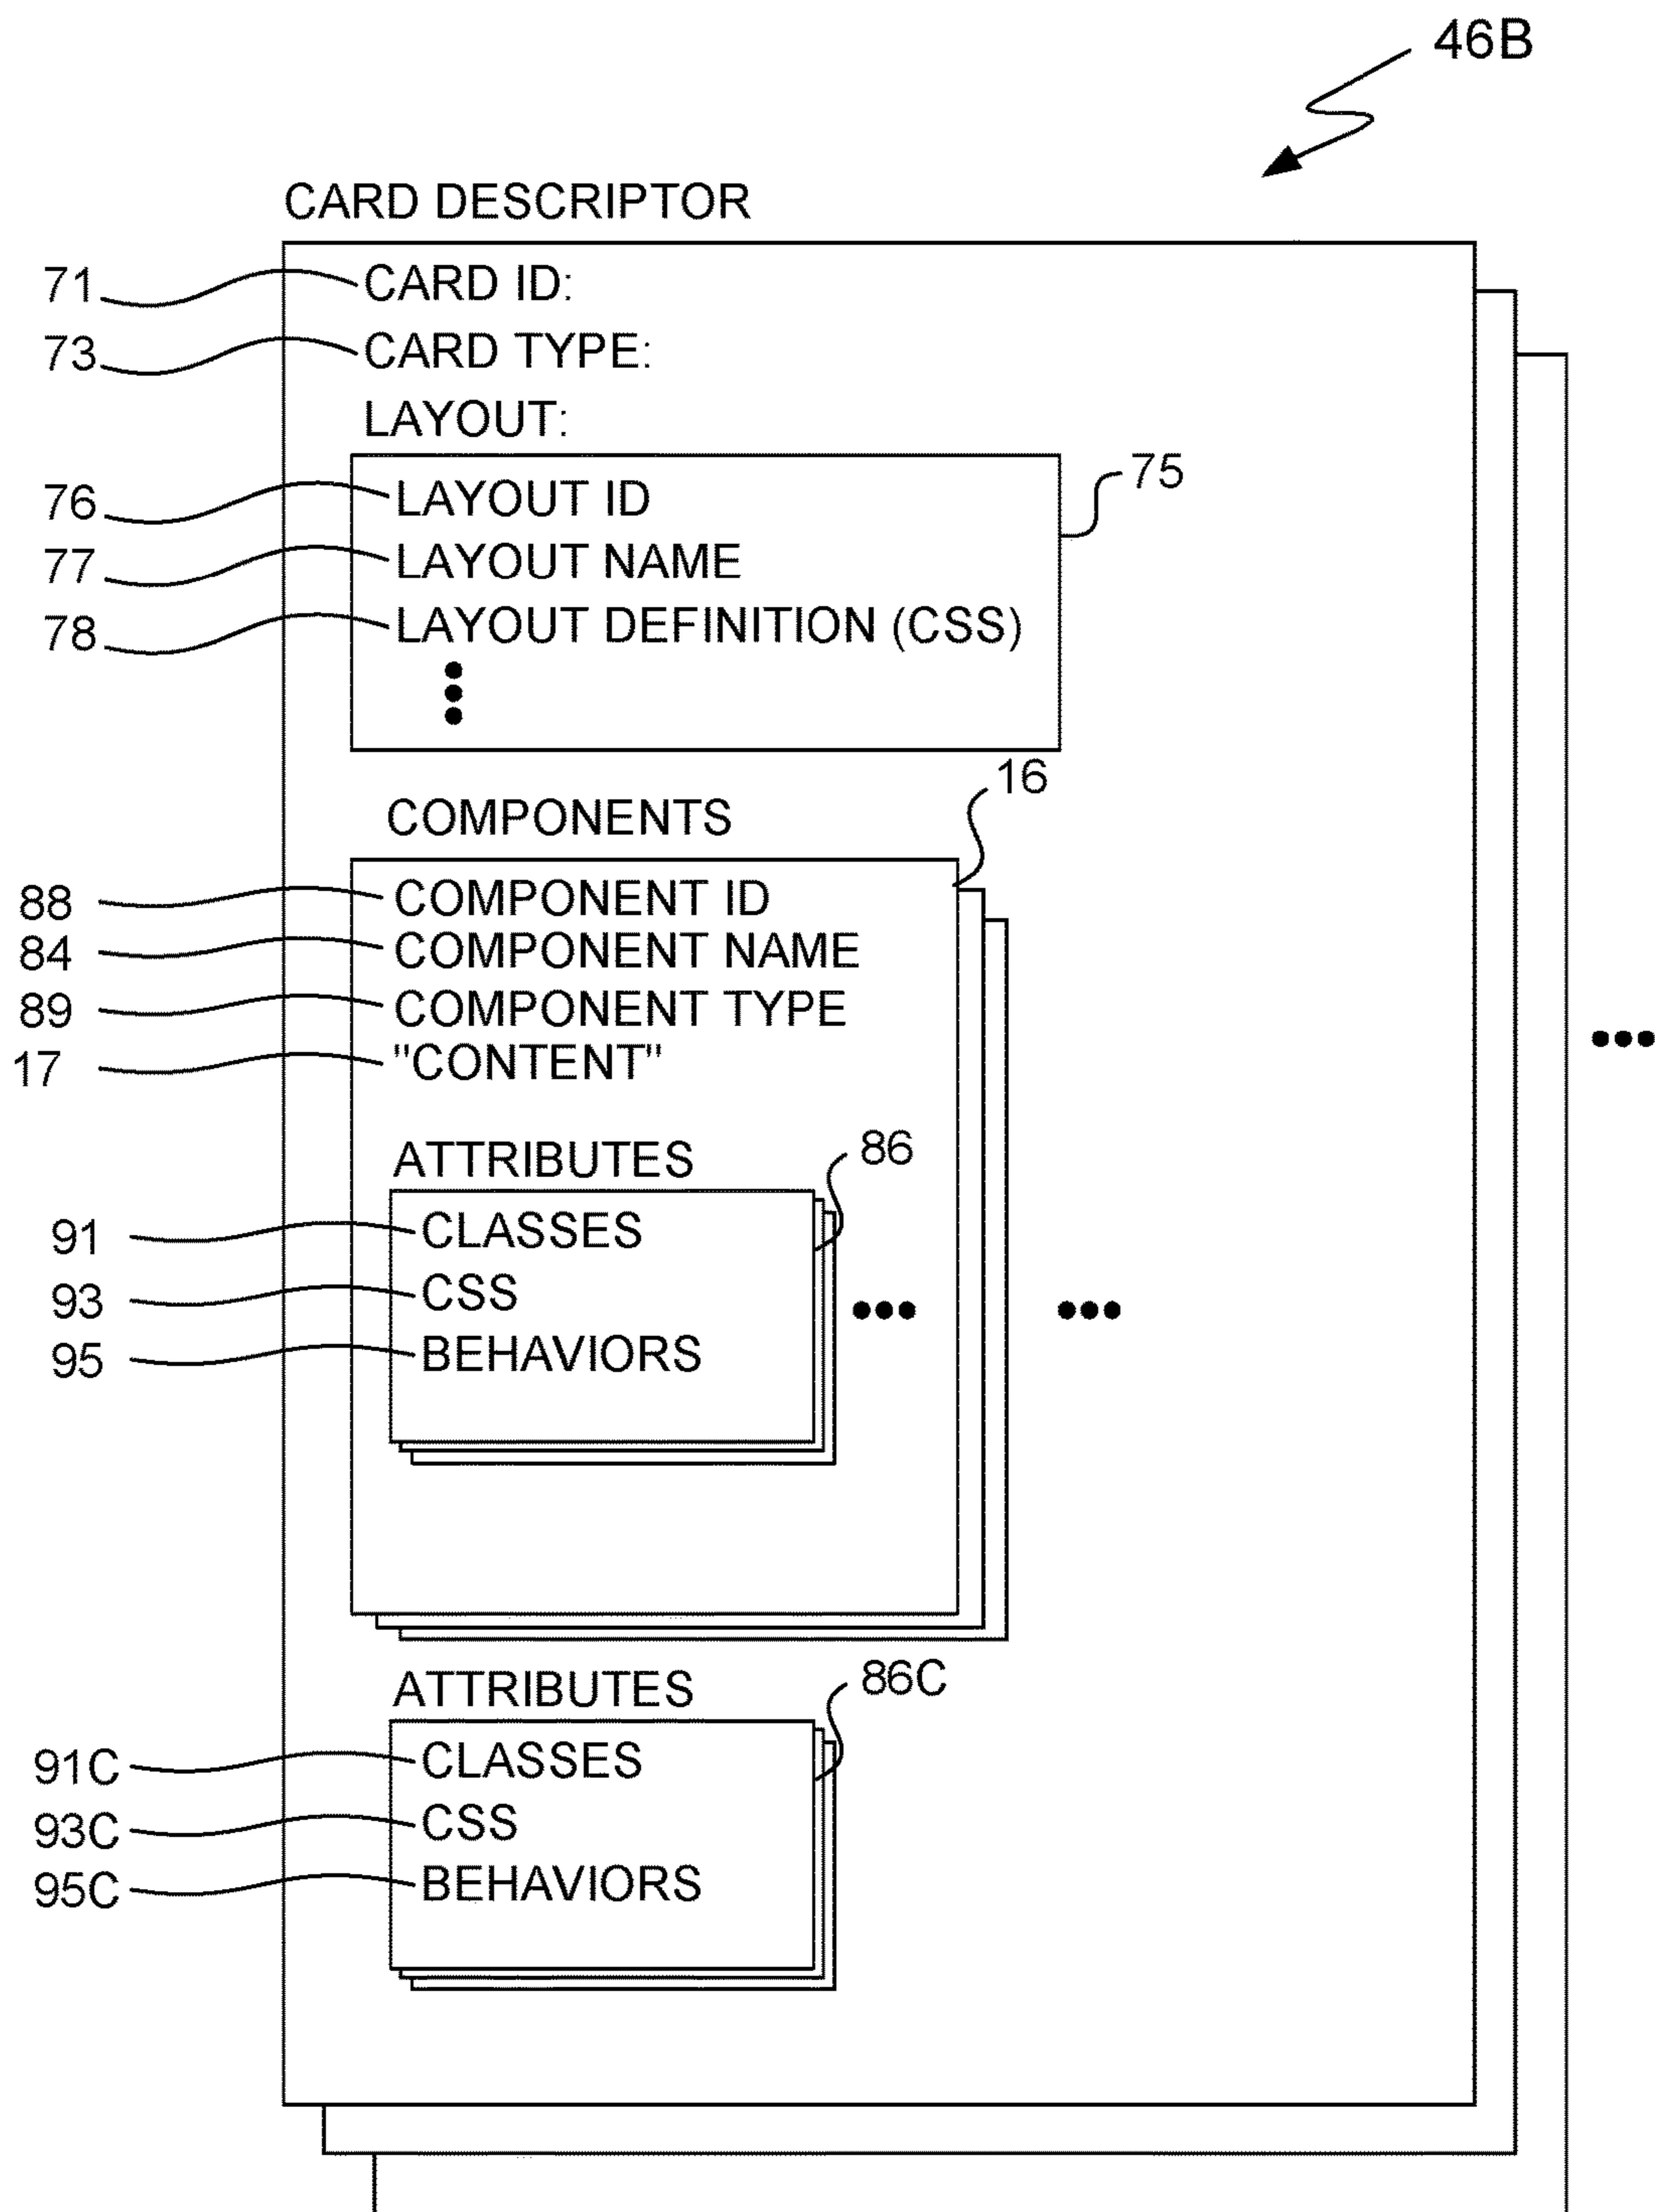 46B
CARD DESCRIPTOR
71 CARD ID:
73 CARD TYPE:
LAYOUT:
75
76 LAYOUT ID
77 LAYOUT NAME
78 LAYOUT DEFINITION (CSS)
16
COMPONENTS
88 COMPONENT ID
84 COMPONENT NAME
89 COMPONENT TYPE
17 "CONTENT"
ATTRIBUTES 86
91 CLASSES
93 CSS
95 BEHAVIORS
ATTRIBUTES 86C
91C CLASSES
93C CSS
95C BEHAVIORS